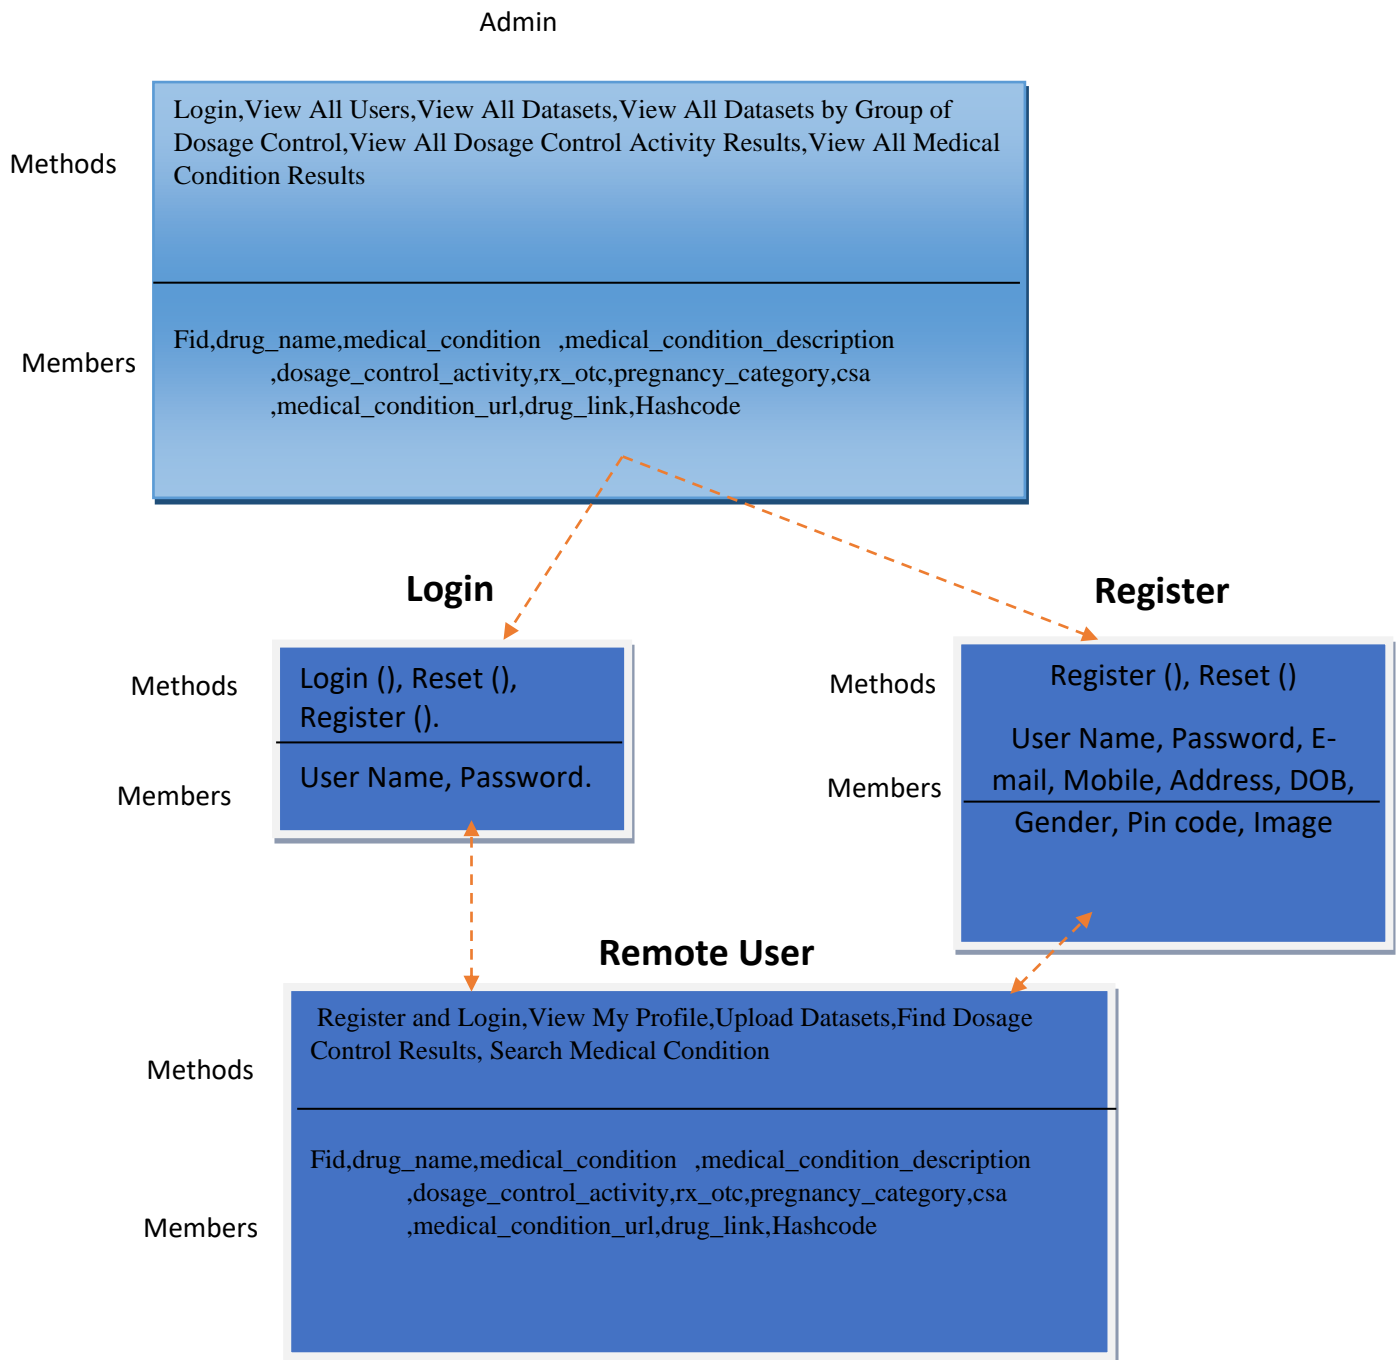 Admin
Methods
Login,View All Users,View All Datasets,View All Datasets by Group of
Dosage Control,View All Dosage Control Activity Results,View All Medical
Condition Results
Members
Fid,drug_name,medical_condition ,medical_condition_description
,dosage_control_activity,rx_otc,pregnancy_category,csa
,medical_condition_url,drug_link,Hashcode
Login
Methods
Login (), Reset (),
Register ().
Members
User Name, Password.
Register
Methods
Register (), Reset ()
Members
User Name, Password, E-
mail, Mobile, Address, DOB,
Gender, Pin code, Image
Remote User
Methods
Register and Login,View My Profile,Upload Datasets,Find Dosage
Control Results, Search Medical Condition
Members
Fid,drug_name,medical_condition ,medical_condition_description
,dosage_control_activity,rx_otc,pregnancy_category,csa
,medical_condition_url,drug_link,Hashcode